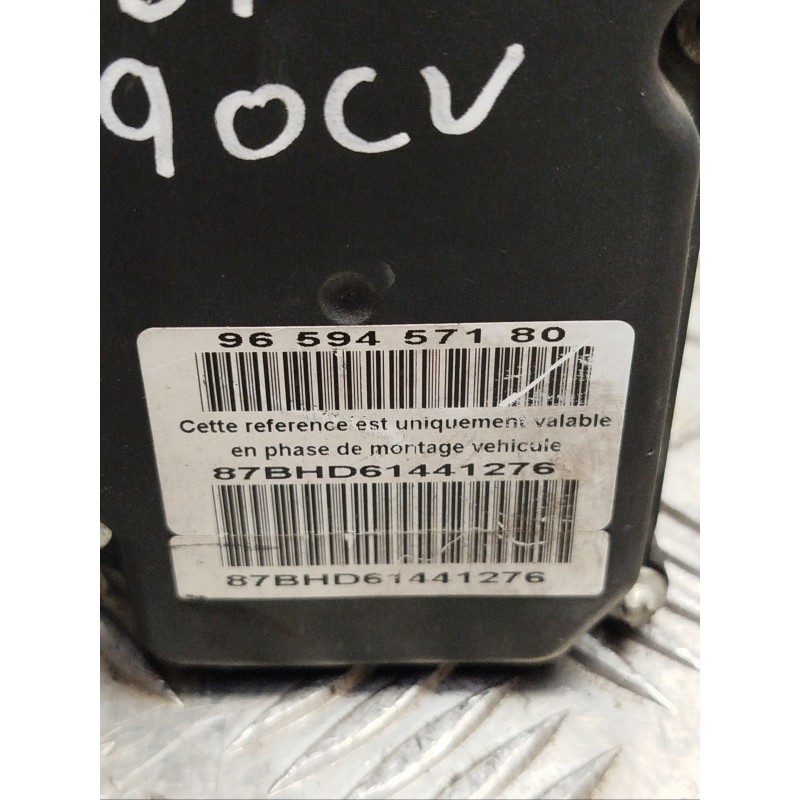 90CV
96 594 571 80
Cette reference est uniquement valable
en phase de montage vehicule
87BHD61441276
87BHD61441276